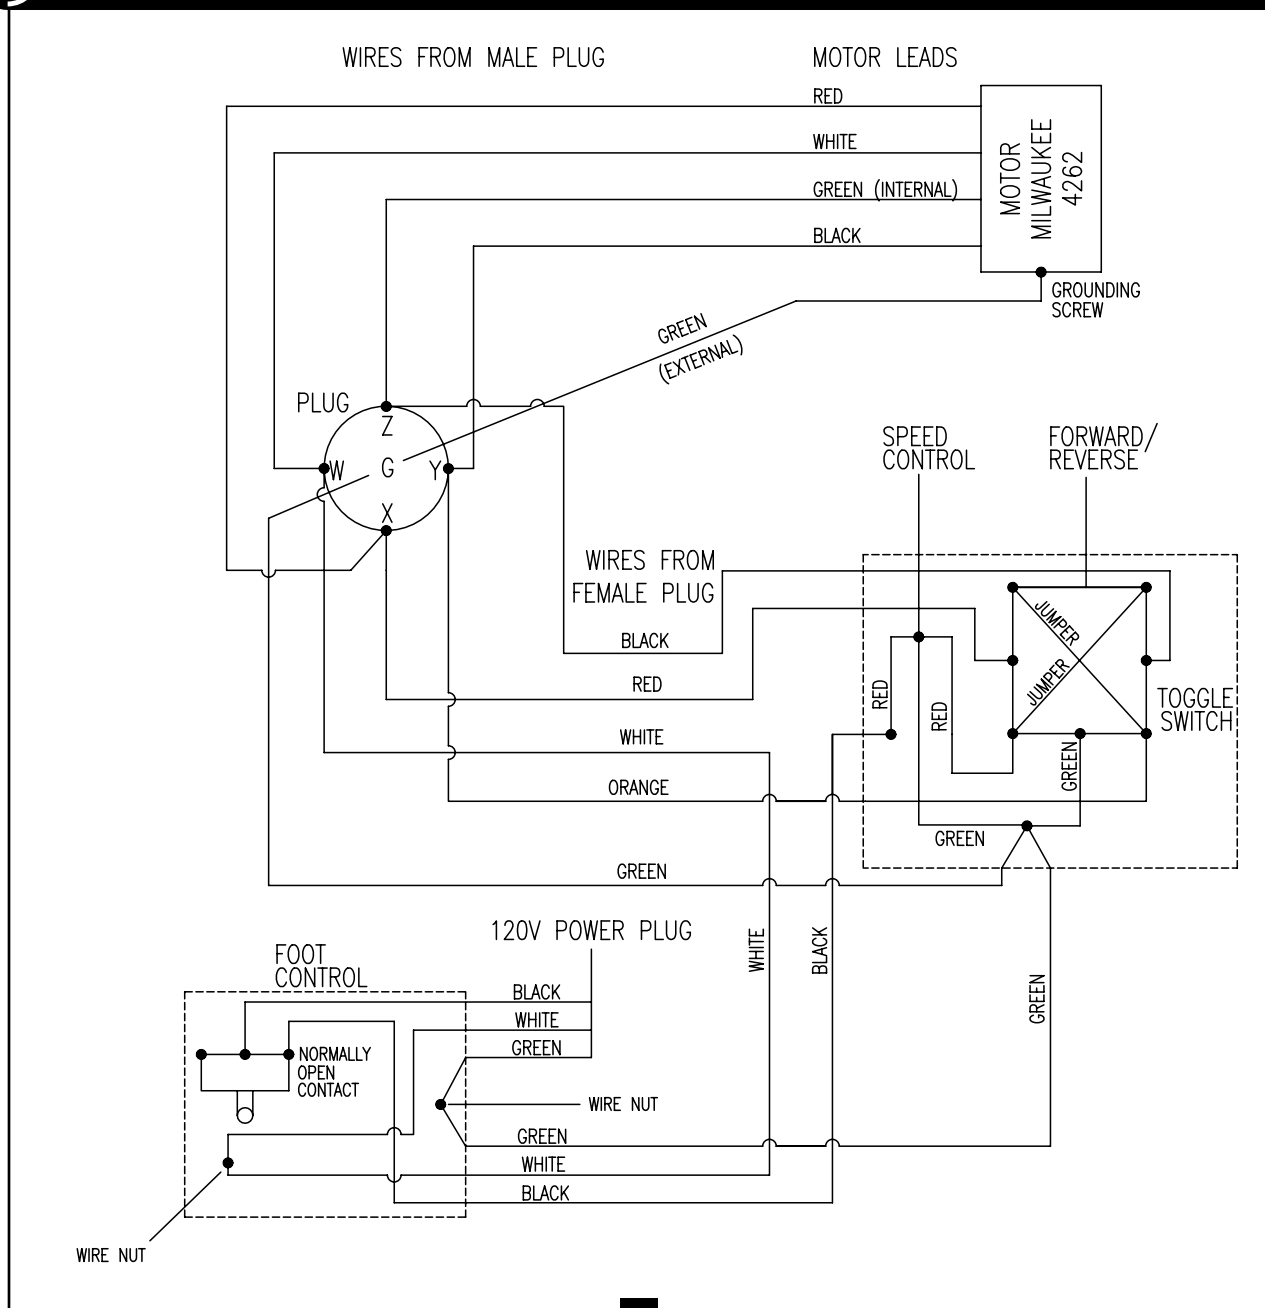 WIRES FROM MALE PLUG
MOTOR LEADS
RED
WHITE
GREEN (INTERNAL)
BLACK
MOTOR
MILWAUKEE
4262
GROUNDING
SCREW
GREEN
(EXTERNAL)
PLUG
Z
W
G
Y
X
SPEED
CONTROL
FORWARD/
REVERSE
WIRES FROM
FEMALE PLUG
BLACK
RED
WHITE
ORANGE
GREEN
JUMPER
JUMPER
RED
RED
GREEN
GREEN
TOGGLE
SWITCH
120V POWER PLUG
FOOT
CONTROL
BLACK
WHITE
GREEN
NORMALLY
OPEN
CONTACT
WIRE NUT
WHITE
BLACK
GREEN
GREEN
WHITE
BLACK
WIRE NUT